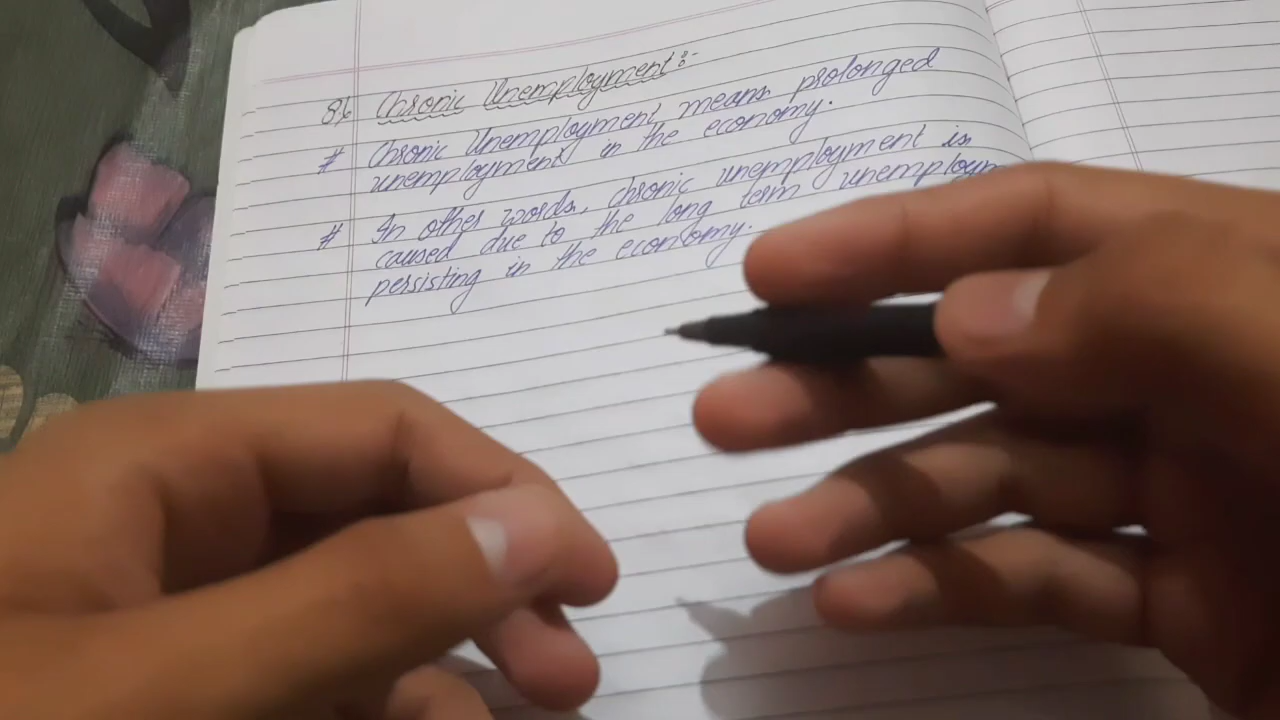 8) Chronic Unemployment :-
# Chronic Unemployment means prolonged
unemployment in the economy.
# In other words, chronic unemployment is
caused due to the long term unemploym
persisting in the economy.